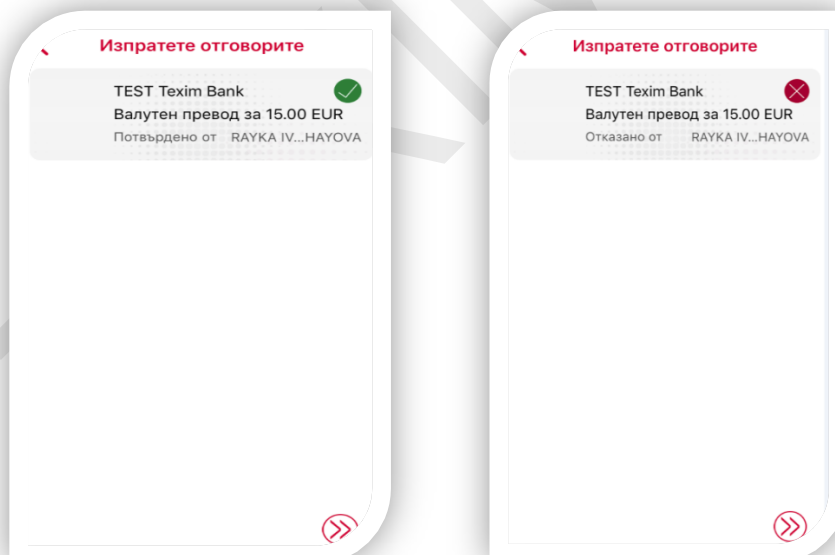 Изпратете отговорите
TEST Texim Bank
Валутен превод за 15.00 EUR
Потвърдено от RAYKA IV...HAYOVA
Изпратете отговорите
TEST Texim Bank
Валутен превод за 15.00 EUR
Отказано от RAYKA IV...HAYOVA